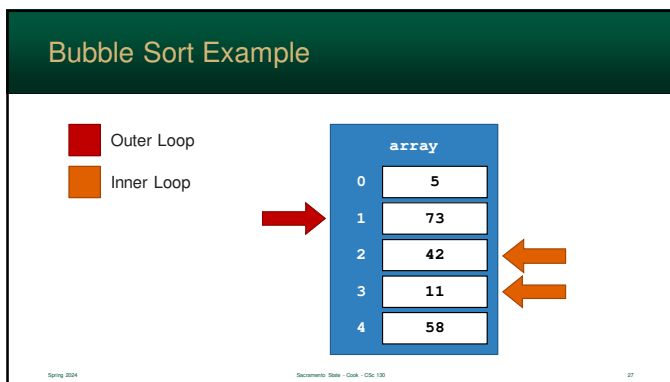 Bubble Sort Example
Outer Loop
Inner Loop
array
0 5
1 73
2 42
3 11
4 58
Spring 2024 Sacramento State - Cook - CSc 130 27